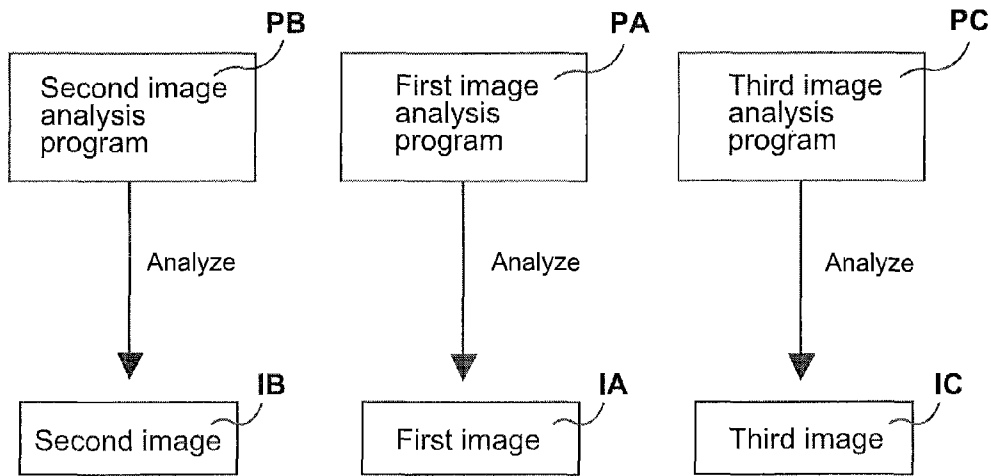 PB
PA
PC
Second image
analysis
program
First image
analysis
program
Third image
analysis
program
Analyze
Analyze
Analyze
IB
IA
IC
Second image
First image
Third image